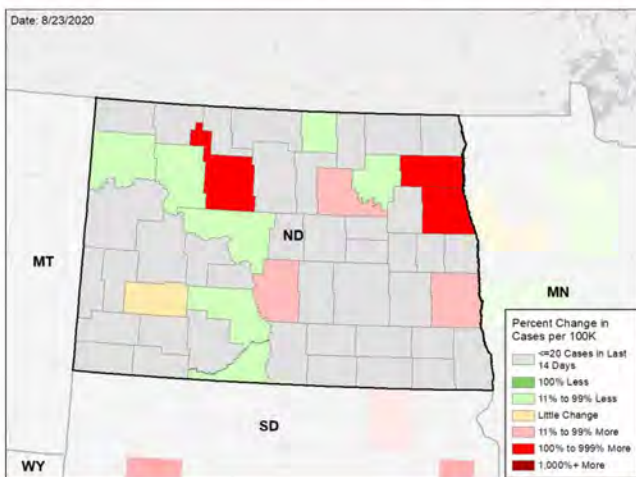 Date: 8/23/2020
ND
MT
MN
SD
WY
Percent Change in
Cases per 100K
<=20 Cases in Last
14 Days
100% Less
11% to 99% Less
Little Change
11% to 99% More
100% to 999% More
1,000%+ More